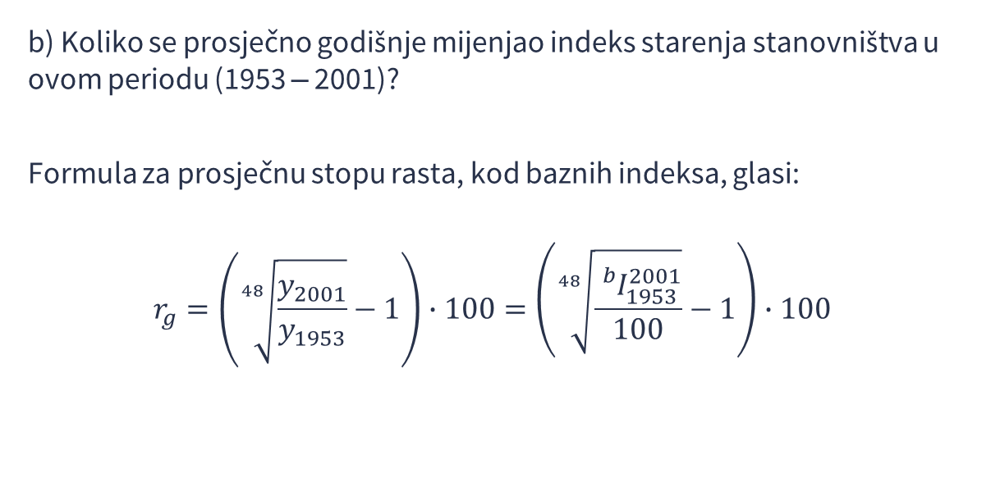 b) Koliko se prosječno godišnje mijenjao indeks starenja stanovništva u
ovom periodu (1953 – 2001)?
Formula za prosječnu stopu rasta, kod baznih indeksa, glasi:
$r_g = \left( \sqrt[48]{\frac{y_{2001}}{y_{1953}}} - 1 \right) \cdot 100 = \left( \sqrt[48]{\frac{{}^{b}I_{1953}^{2001}}{100}} - 1 \right) \cdot 100$